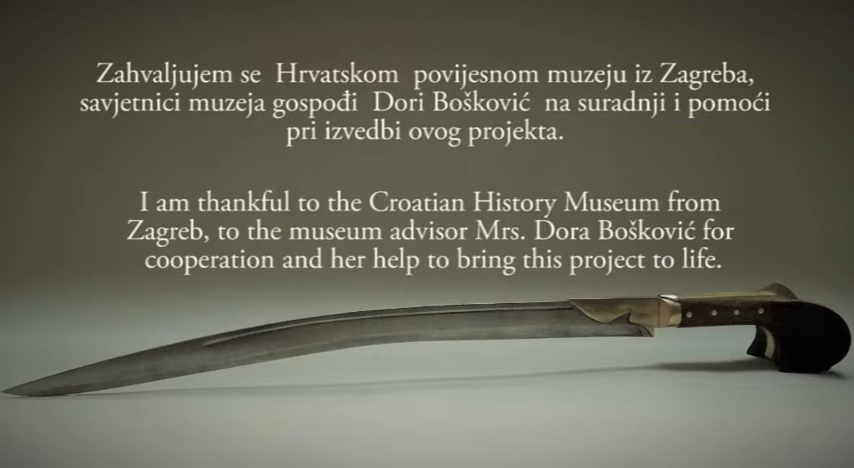 Zahvaljujem se Hrvatskom povijesnom muzeju iz Zagreba,
savjetnici muzeja gospođi Dori Bošković na suradnji i pomoći
pri izvedbi ovog projekta.
I am thankful to the Croatian History Museum from
Zagreb, to the museum advisor Mrs. Dora Bošković for
cooperation and her help to bring this project to life.